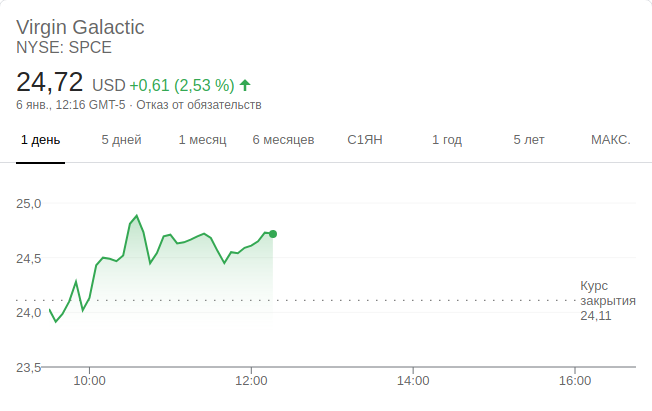 Virgin Galactic
NYSE: SPCE
24,72 USD +0,61 (2,53 %)
6 янв., 12:16 GMT-5 · Отказ от обязательств
1 день 5 дней 1 месяц 6 месяцев С1ЯН 1 год 5 лет МАКС.
25,0
24,5
Курс
закрытия
24,11
24,0
23,5
10:00 12:00 14:00 16:00